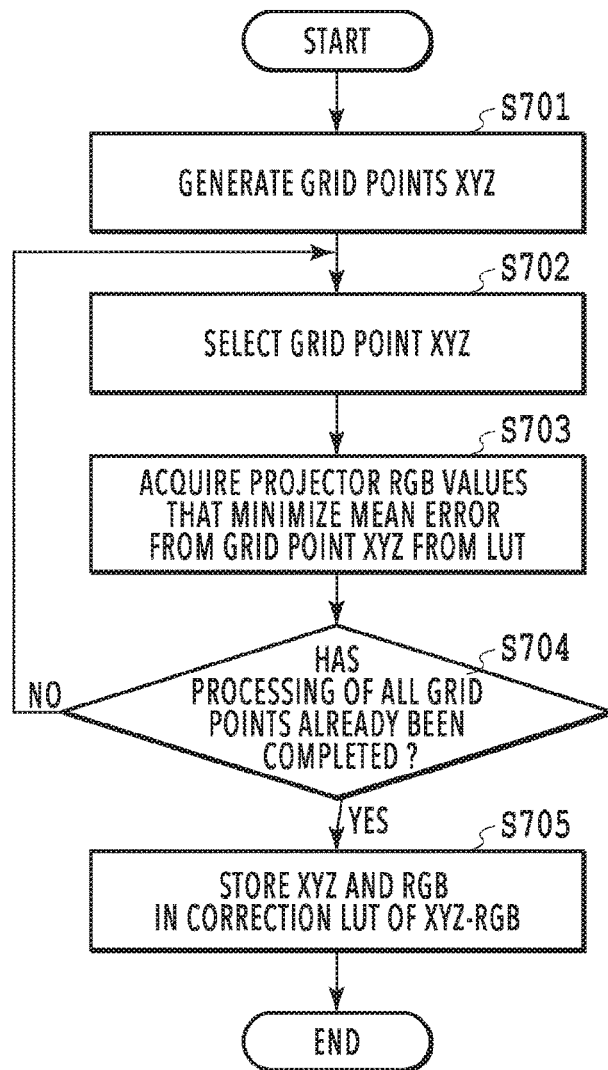 START
S701
GENERATE GRID POINTS XYZ
S702
SELECT GRID POINT XYZ
S703
ACQUIRE PROJECTOR RGB VALUES
THAT MINIMIZE MEAN ERROR
FROM GRID POINT XYZ FROM LUT
S704
HAS
PROCESSING OF ALL GRID
POINTS ALREADY BEEN
COMPLETED ?
NO
YES
S705
STORE XYZ AND RGB
IN CORRECTION LUT OF XYZ-RGB
END